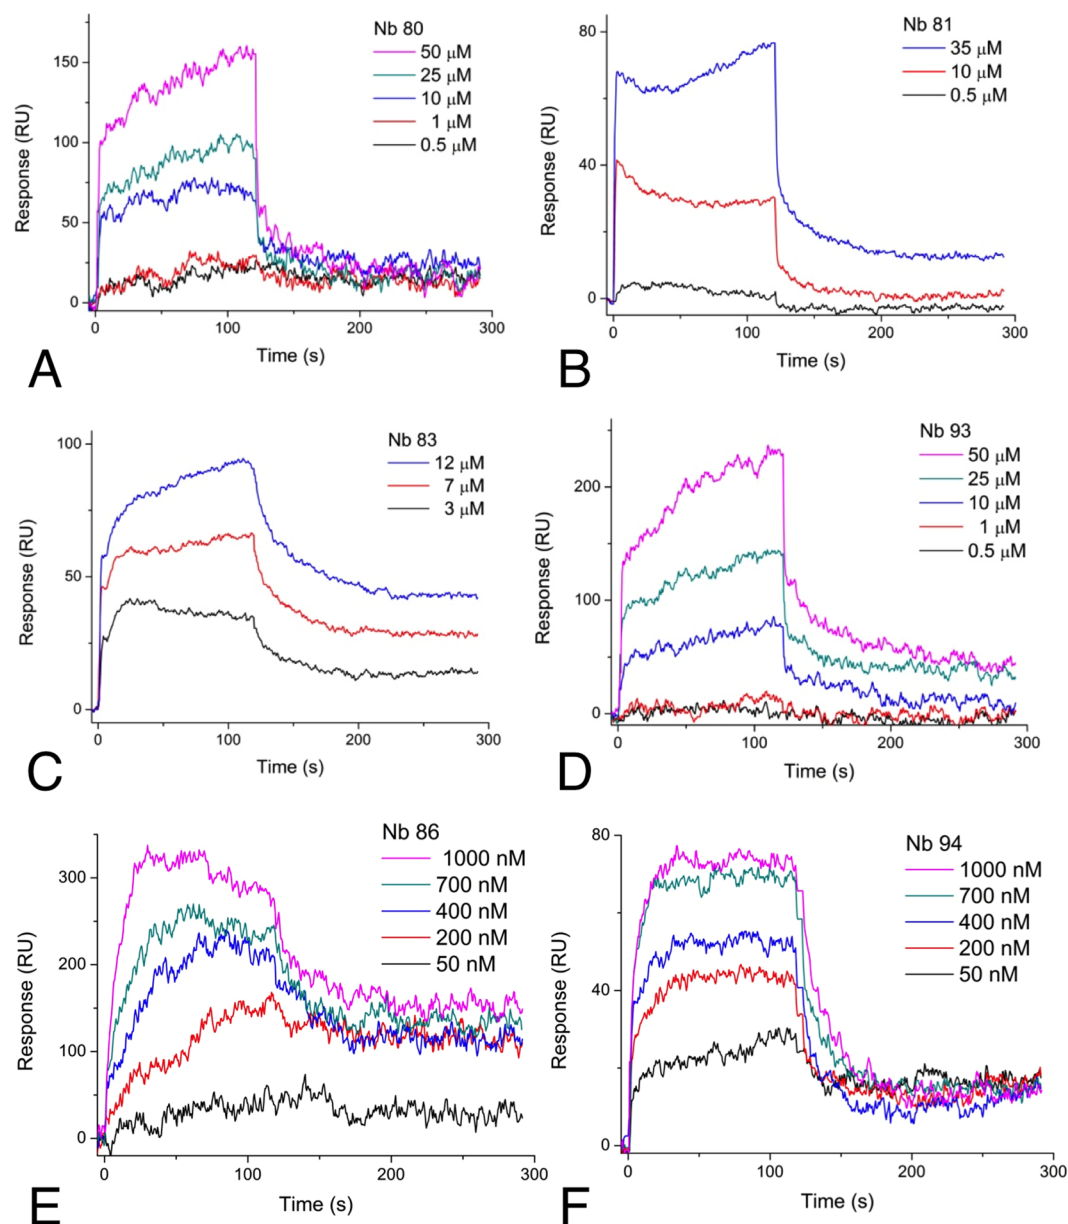 Nb 80
50 μM
25 μM
10 μM
1 μM
0.5 μM
150
100
50
0
Response (RU)
0 100 200 300
Time (s)
A
Nb 81
35 μM
10 μM
0.5 μM
80
40
0
Response (RU)
0 100 200 300
Time (s)
B
Nb 83
12 μM
7 μM
3 μM
100
50
0
Response (RU)
0 100 200 300
Time (s)
C
Nb 93
50 μM
25 μM
10 μM
1 μM
0.5 μM
200
100
0
Response (RU)
0 100 200 300
Time (s)
D
Nb 86
1000 nM
700 nM
400 nM
200 nM
50 nM
300
200
100
0
Response (RU)
0 100 200 300
Time (s)
E
Nb 94
1000 nM
700 nM
400 nM
200 nM
50 nM
80
40
0
Response (RU)
0 100 200 300
Time (s)
F